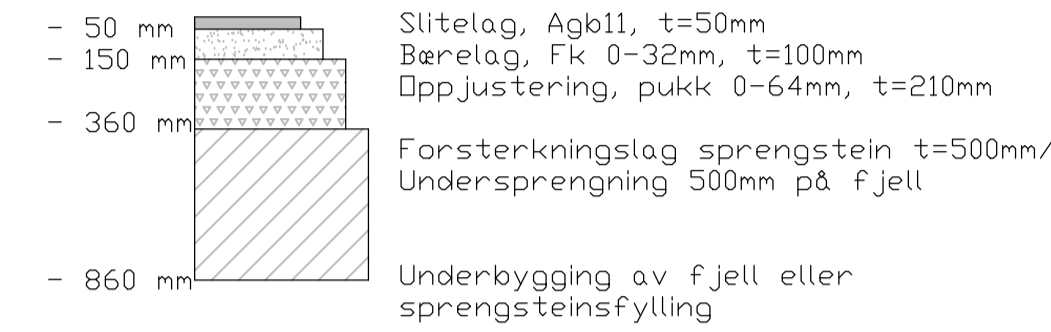 - 50 mm Slitelag, Agb11, t=50mm
- 150 mm Bærelag, Fk 0-32mm, t=100mm
Oppjustering, pukk 0-64mm, t=210mm
- 360 mm
Forsterkningslag sprengstein t=500mm/
Undersprengning 500mm på fjell
- 860 mm Underbygging av fjell eller
sprengsteinsfylling